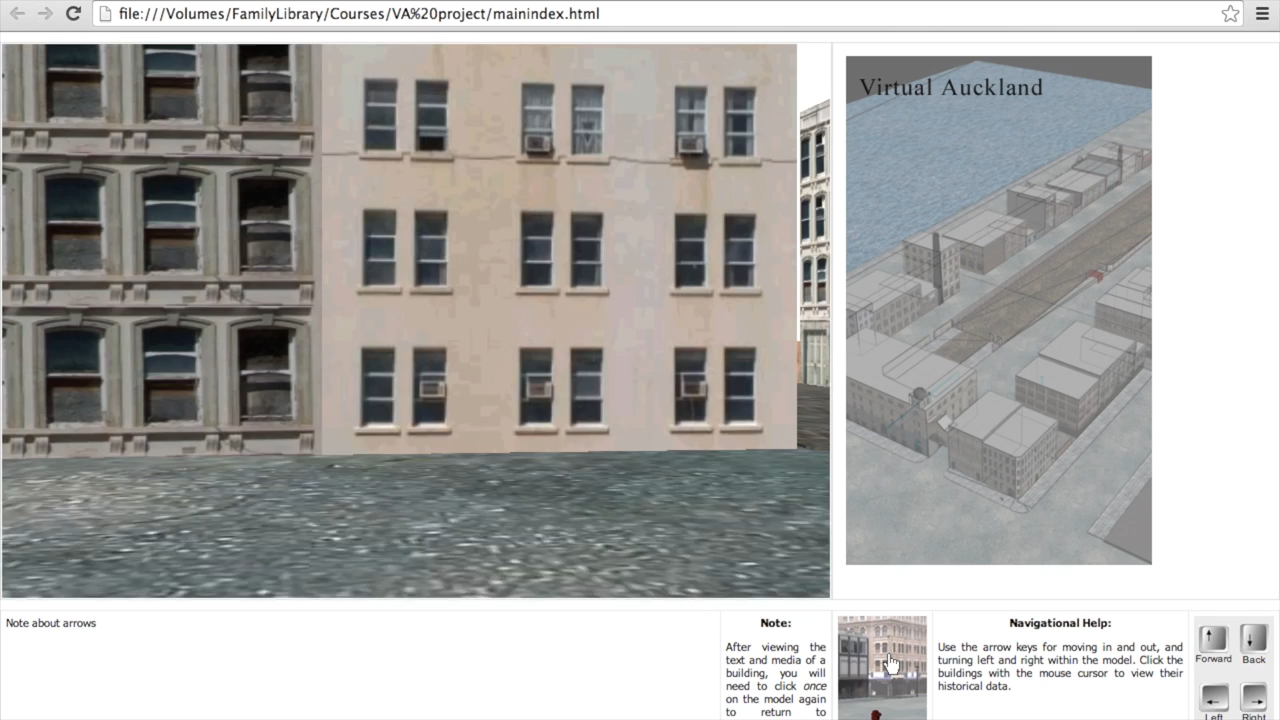 file:///Volumes/FamilyLibrary/Courses/VA%20project/mainindex.html
Virtual Auckland
Note about arrows
Note:
After viewing the
text and media of a
building, you will
need to click once
on the model again
to return to
Navigational Help:
Use the arrow keys for moving in and out, and
turning left and right within the model. Click the
buildings with the mouse cursor to view their
historical data.
Forward Back
Left Right